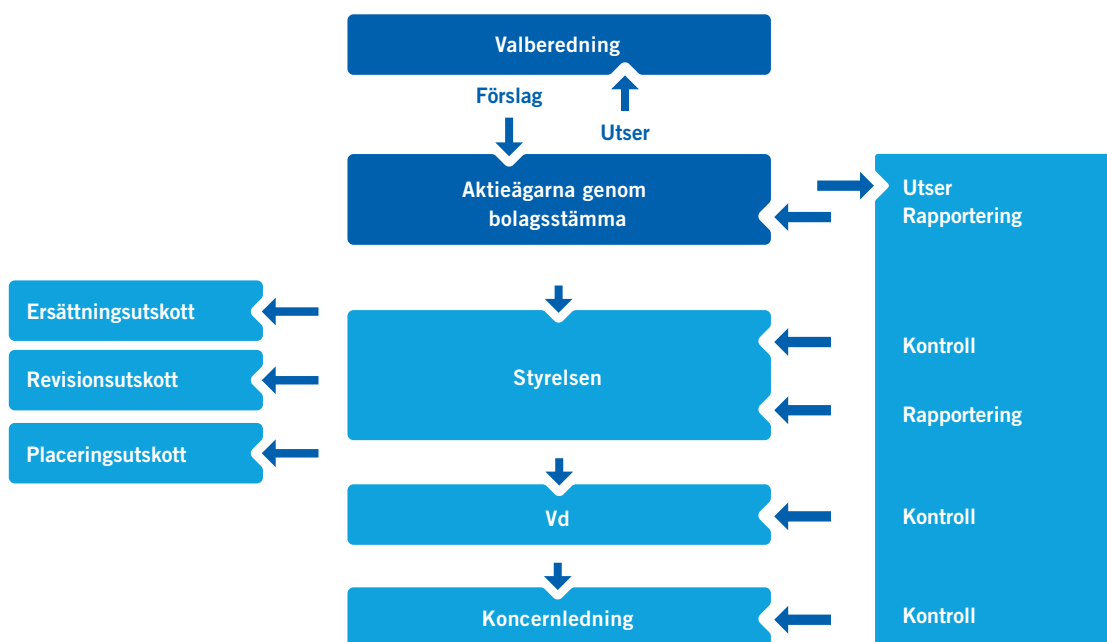 Valberedning
Förslag
Utser
Aktieägarna genom
bolagsstämma
Utser
Rapportering
Ersättningsutskott
Revisionsutskott
Placeringsutskott
Styrelsen
Kontroll
Rapportering
Vd
Kontroll
Koncernledning
Kontroll